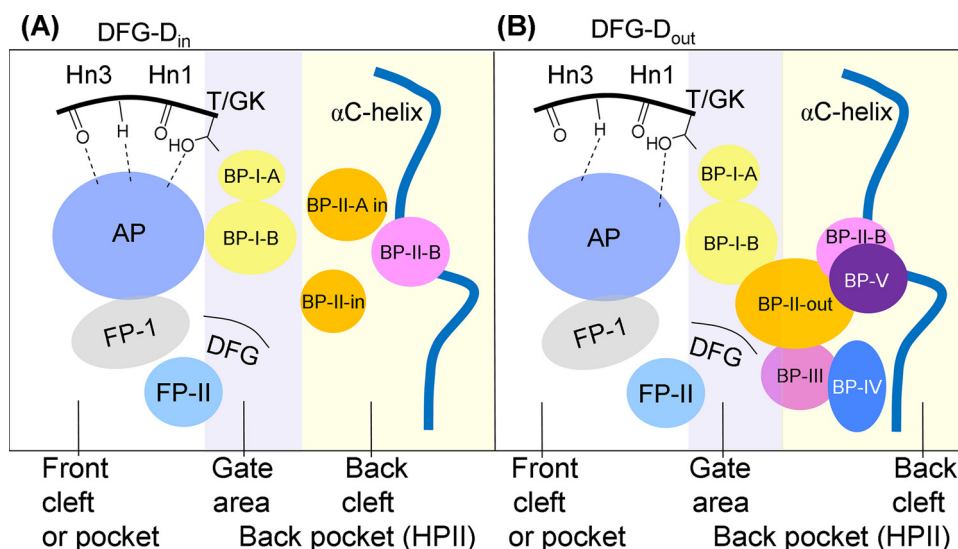 (A)
DFG-Din
Hn3
Hn1
T/GK
αC-helix
O
H
O
HO
BP-I-A
BP-II-A in
AP
BP-I-B
BP-II-B
BP-II-in
FP-1
DFG
FP-II
Front
cleft
or pocket
Gate
area
Back
cleft
Back pocket (HPII)
(B)
DFG-Dout
Hn3
Hn1
T/GK
αC-helix
O
H
O
HO
BP-I-A
AP
BP-I-B
BP-II-B
BP-V
BP-II-out
FP-1
DFG
BP-III
BP-IV
FP-II
Front
cleft
or pocket
Gate
area
Back
cleft
Back pocket (HPII)